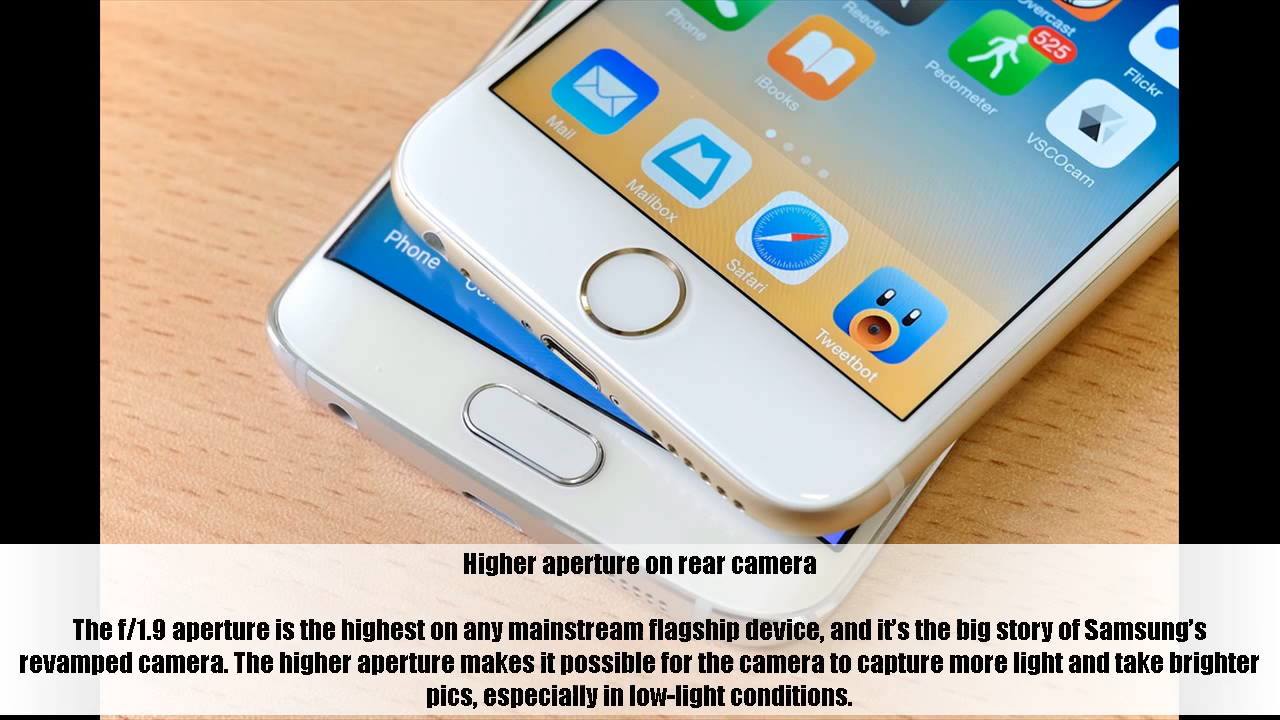 Phone
Reeder
Overcast
Flickr
iBooks
Pedometer
525
VSCOcam
Mail
Mailbox
Safari
Tweetbot
Phone
Higher aperture on rear camera
The f/1.9 aperture is the highest on any mainstream flagship device, and it's the big story of Samsung's
revamped camera. The higher aperture makes it possible for the camera to capture more light and take brighter
pics, especially in low-light conditions.